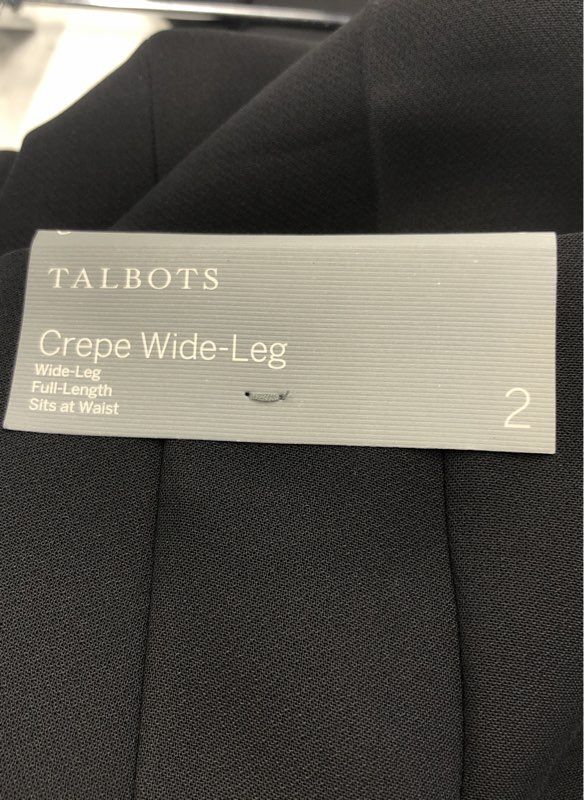 TALBOTS
Crepe Wide-Leg
Wide-Leg
Full-Length
Sits at Waist
2